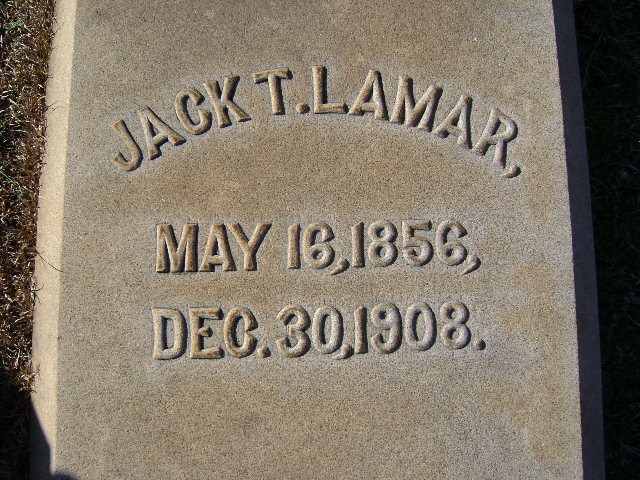 JACK T. LAMAR,
MAY 16, 1856,
DEC. 30, 1908.